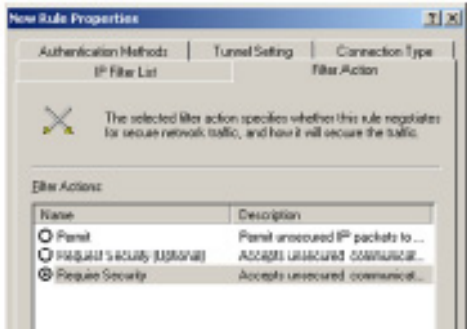 New Rule Properties
Authentication Methods Tunnel Setting Connection Type
IP Filter List Filter Action
The selected filter action specifies whether this rule negotiates
for secure network traffic, and how it will secure the traffic.
Filter Actions:
Name Description
Permit Permit unsecured IP packets to ...
Request Security (Optional) Accepts unsecured communicat...
Require Security Accepts unsecured communicat...